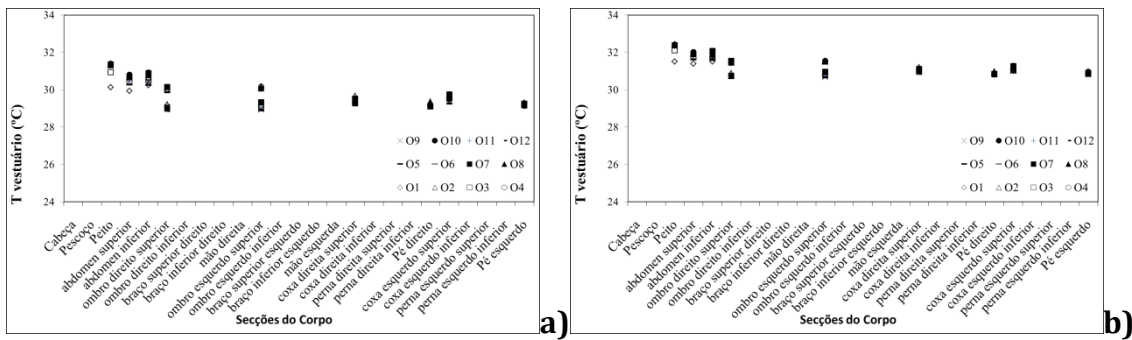 34
32
30
28
26
24
T vestuário (ºC)
× O9 ● O10 + O11 - O12
- O5 - O6 ■ O7 ▲ O8
◇ O1 △ O2 □ O3 ○ O4
Cabeça
Pescoço
Peito
abdomen superior
abdomen inferior
ombro direito superior
ombro direito inferior
braço superior direito
braço inferior direito
mão direita
ombro esquerdo superior
ombro esquerdo inferior
braço superior esquerdo
braço inferior esquerdo
mão esquerda
coxa direita superior
coxa direita inferior
perna direita superior
perna direita inferior
Pé direito
coxa esquerdo superior
coxa esquerdo inferior
perna esquerdo superior
perna esquerdo inferior
Pé esquerdo
Secções do Corpo
a)
34
32
30
28
26
24
T vestuário (ºC)
× O9 ● O10 + O11 - O12
- O5 - O6 ■ O7 ▲ O8
◇ O1 △ O2 □ O3 ○ O4
Cabeça
Pescoço
Peito
abdomen superior
abdomen inferior
ombro direito superior
ombro direito inferior
braço superior direito
braço inferior direito
mão direita
ombro esquerdo superior
ombro esquerdo inferior
braço superior esquerdo
braço inferior esquerdo
mão esquerda
coxa direita superior
coxa direita inferior
perna direita superior
perna direita inferior
Pé direito
coxa esquerdo superior
coxa esquerdo inferior
perna esquerdo superior
perna esquerdo inferior
Pé esquerdo
Secções do Corpo
b)